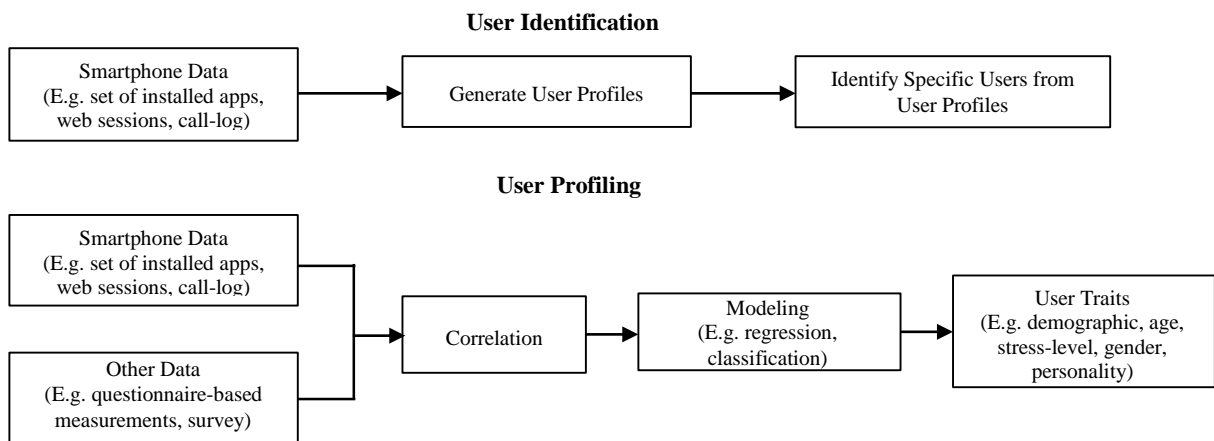 User Identification
Smartphone Data
(E.g. set of installed apps,
web sessions, call-log)
Generate User Profiles
Identify Specific Users from
User Profiles
User Profiling
Smartphone Data
(E.g. set of installed apps,
web sessions, call-log)
Other Data
(E.g. questionnaire-based
measurements, survey)
Correlation
Modeling
(E.g. regression,
classification)
User Traits
(E.g. demographic, age,
stress-level, gender,
personality)